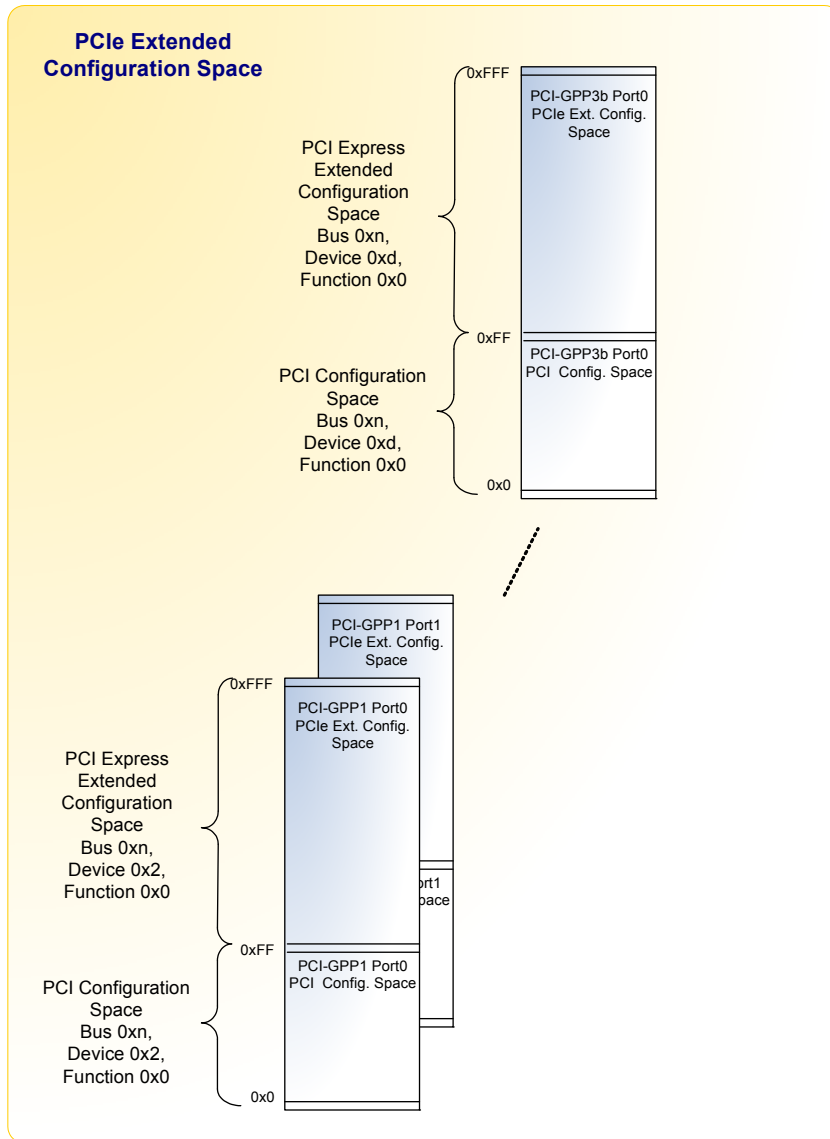 PCIe Extended
Configuration Space
0xFFF
PCI-GPP3b Port0
PCIe Ext. Config.
Space
PCI Express
Extended
Configuration
Space
Bus 0xn,
Device 0xd,
Function 0x0
0xFF
PCI-GPP3b Port0
PCI Config. Space
PCI Configuration
Space
Bus 0xn,
Device 0xd,
Function 0x0
0x0
PCI-GPP1 Port1
PCIe Ext. Config.
Space
0xFFF
PCI-GPP1 Port0
PCIe Ext. Config.
Space
PCI Express
Extended
Configuration
Space
Bus 0xn,
Device 0x2,
Function 0x0
ort1
pace
0xFF
PCI-GPP1 Port0
PCI Config. Space
PCI Configuration
Space
Bus 0xn,
Device 0x2,
Function 0x0
0x0